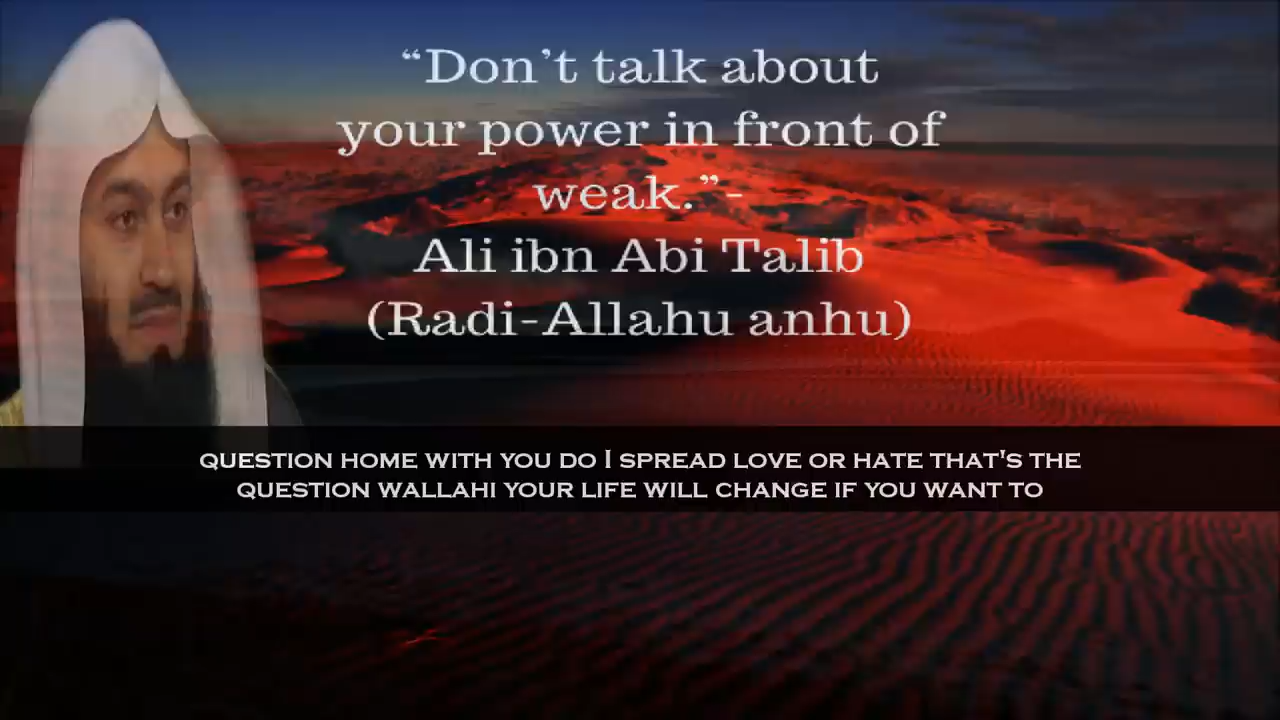 “Don’t talk about
your power in front of
weak.”-
Ali ibn Abi Talib
(Radi-Allahu anhu)
QUESTION HOME WITH YOU DO I SPREAD LOVE OR HATE THAT'S THE
QUESTION WALLAHI YOUR LIFE WILL CHANGE IF YOU WANT TO